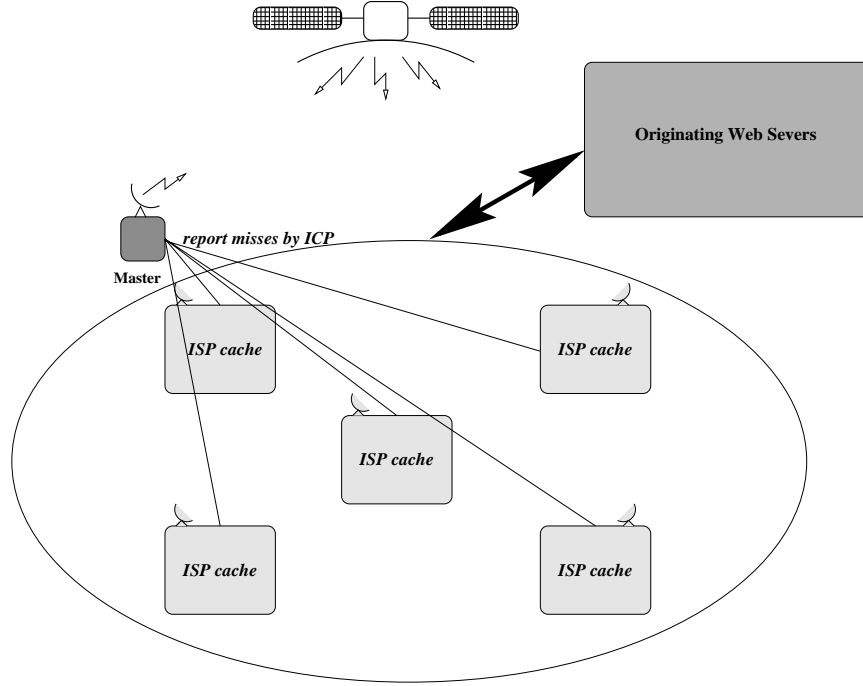 Originating Web Severs
report misses by ICP
Master
ISP cache
ISP cache
ISP cache
ISP cache
ISP cache